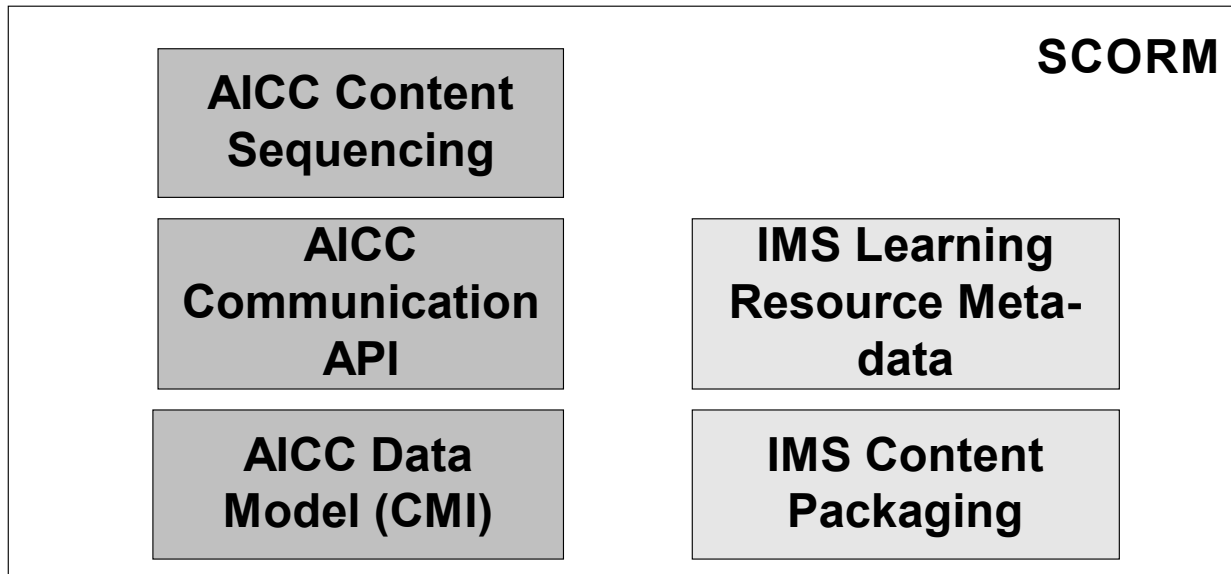 SCORM
AICC Content
Sequencing
AICC
Communication
API
IMS Learning
Resource Meta-
data
AICC Data
Model (CMI)
IMS Content
Packaging